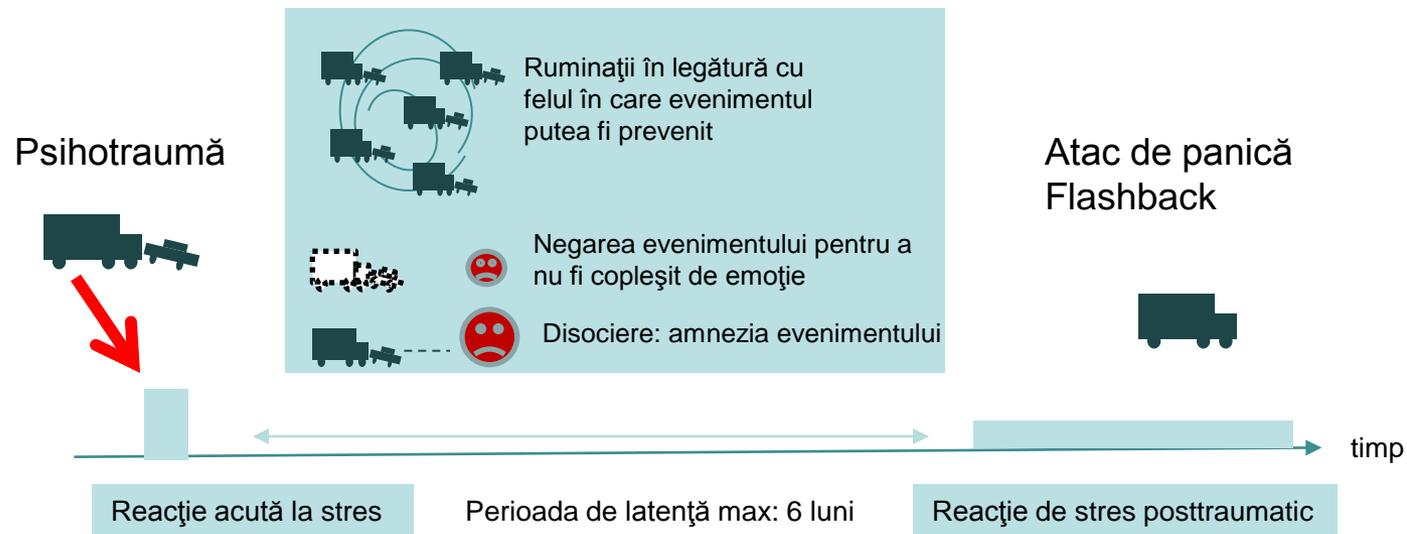 Psihotraumă
Ruminaţii în legătură cu
felul în care evenimentul
putea fi prevenit
Negarea evenimentului pentru a
nu fi copleşit de emoţie
Disociere: amnezia evenimentului
Atac de panică
Flashback
timp
Reacţie acută la stres
Perioada de latenţă max: 6 luni
Reacţie de stres posttraumatic